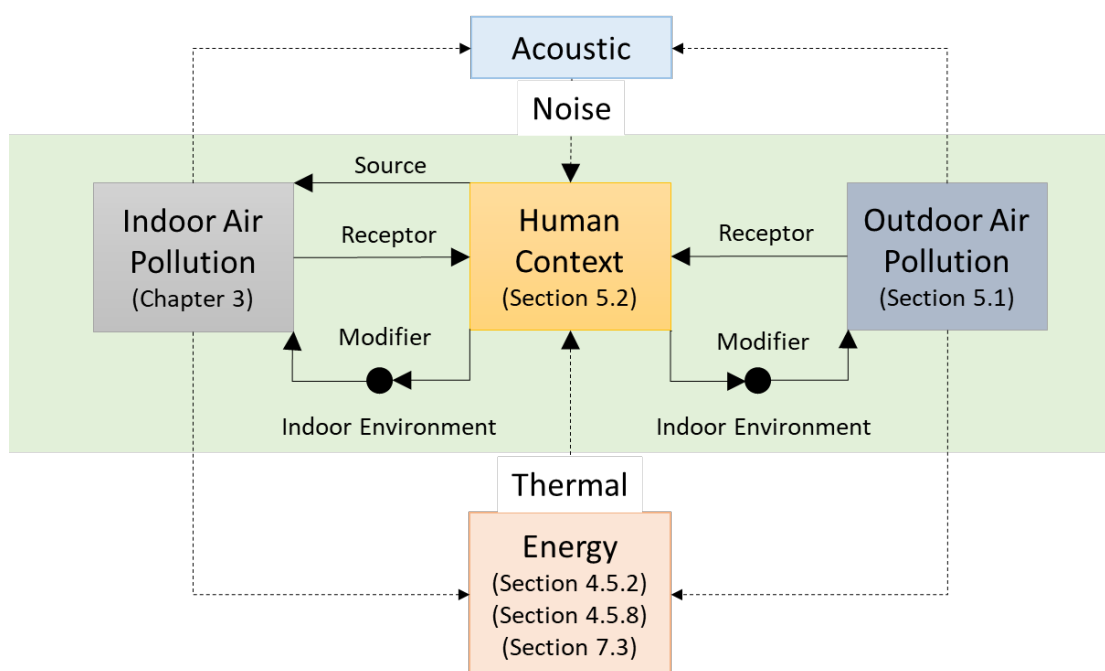 Acoustic
Noise
Source
Indoor Air
Pollution
(Chapter 3)
Receptor
Human
Context
(Section 5.2)
Receptor
Outdoor Air
Pollution
(Section 5.1)
Modifier
Indoor Environment
Modifier
Indoor Environment
Thermal
Energy
(Section 4.5.2)
(Section 4.5.8)
(Section 7.3)